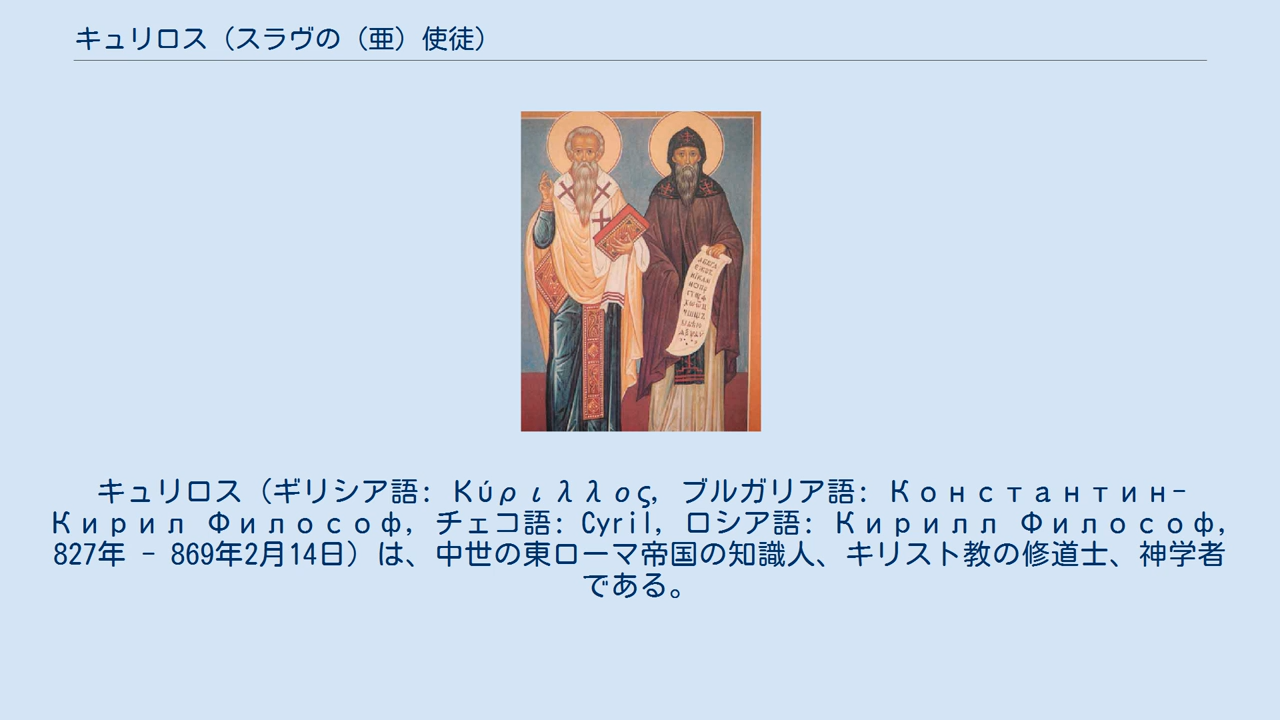 キュリロス（スラヴの（亜）使徒）
キュリロス（ギリシア語: Κύριλλος, ブルガリア語: Константин-
Кирил Философ, チェコ語: Cyril, ロシア語: Кирилл Философ,
827年 - 869年2月14日）は、中世の東ローマ帝国の知識人、キリスト教の修道士、神学者
である。